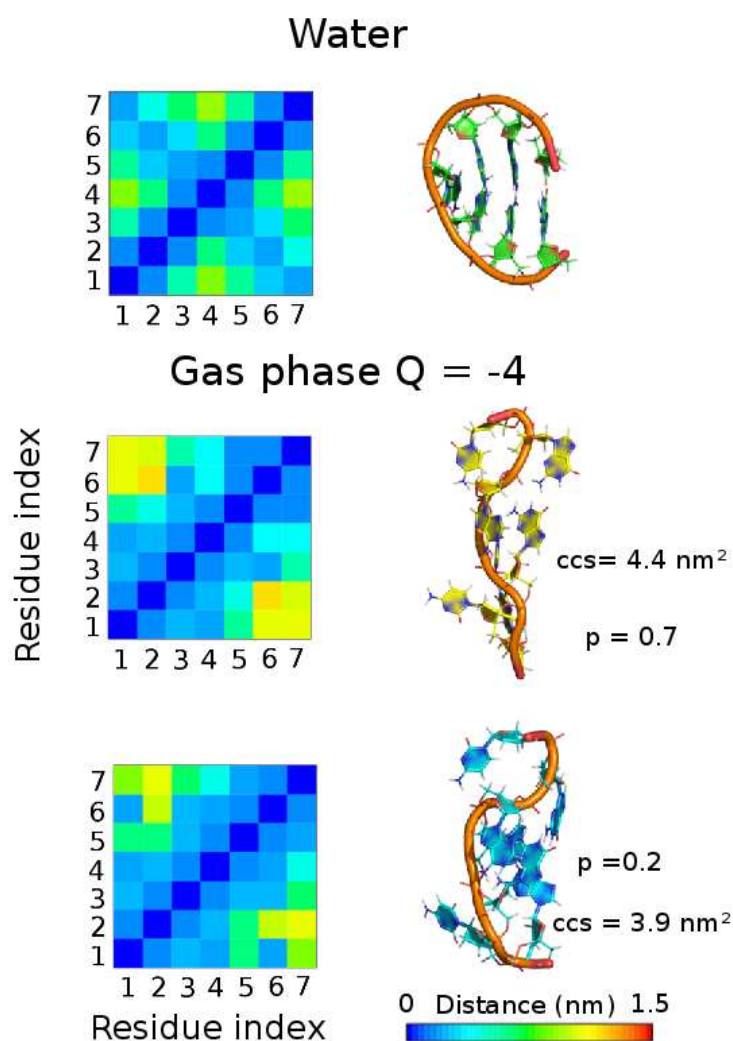 Water
7
6
5
4
3
2
1
1 2 3 4 5 6 7
Gas phase Q = -4
Residue index
7
6
5
4
3
2
1
1 2 3 4 5 6 7
ccs= 4.4 nm²
p = 0.7
7
6
5
4
3
2
1
1 2 3 4 5 6 7
Residue index
p =0.2
ccs = 3.9 nm²
0 Distance (nm) 1.5